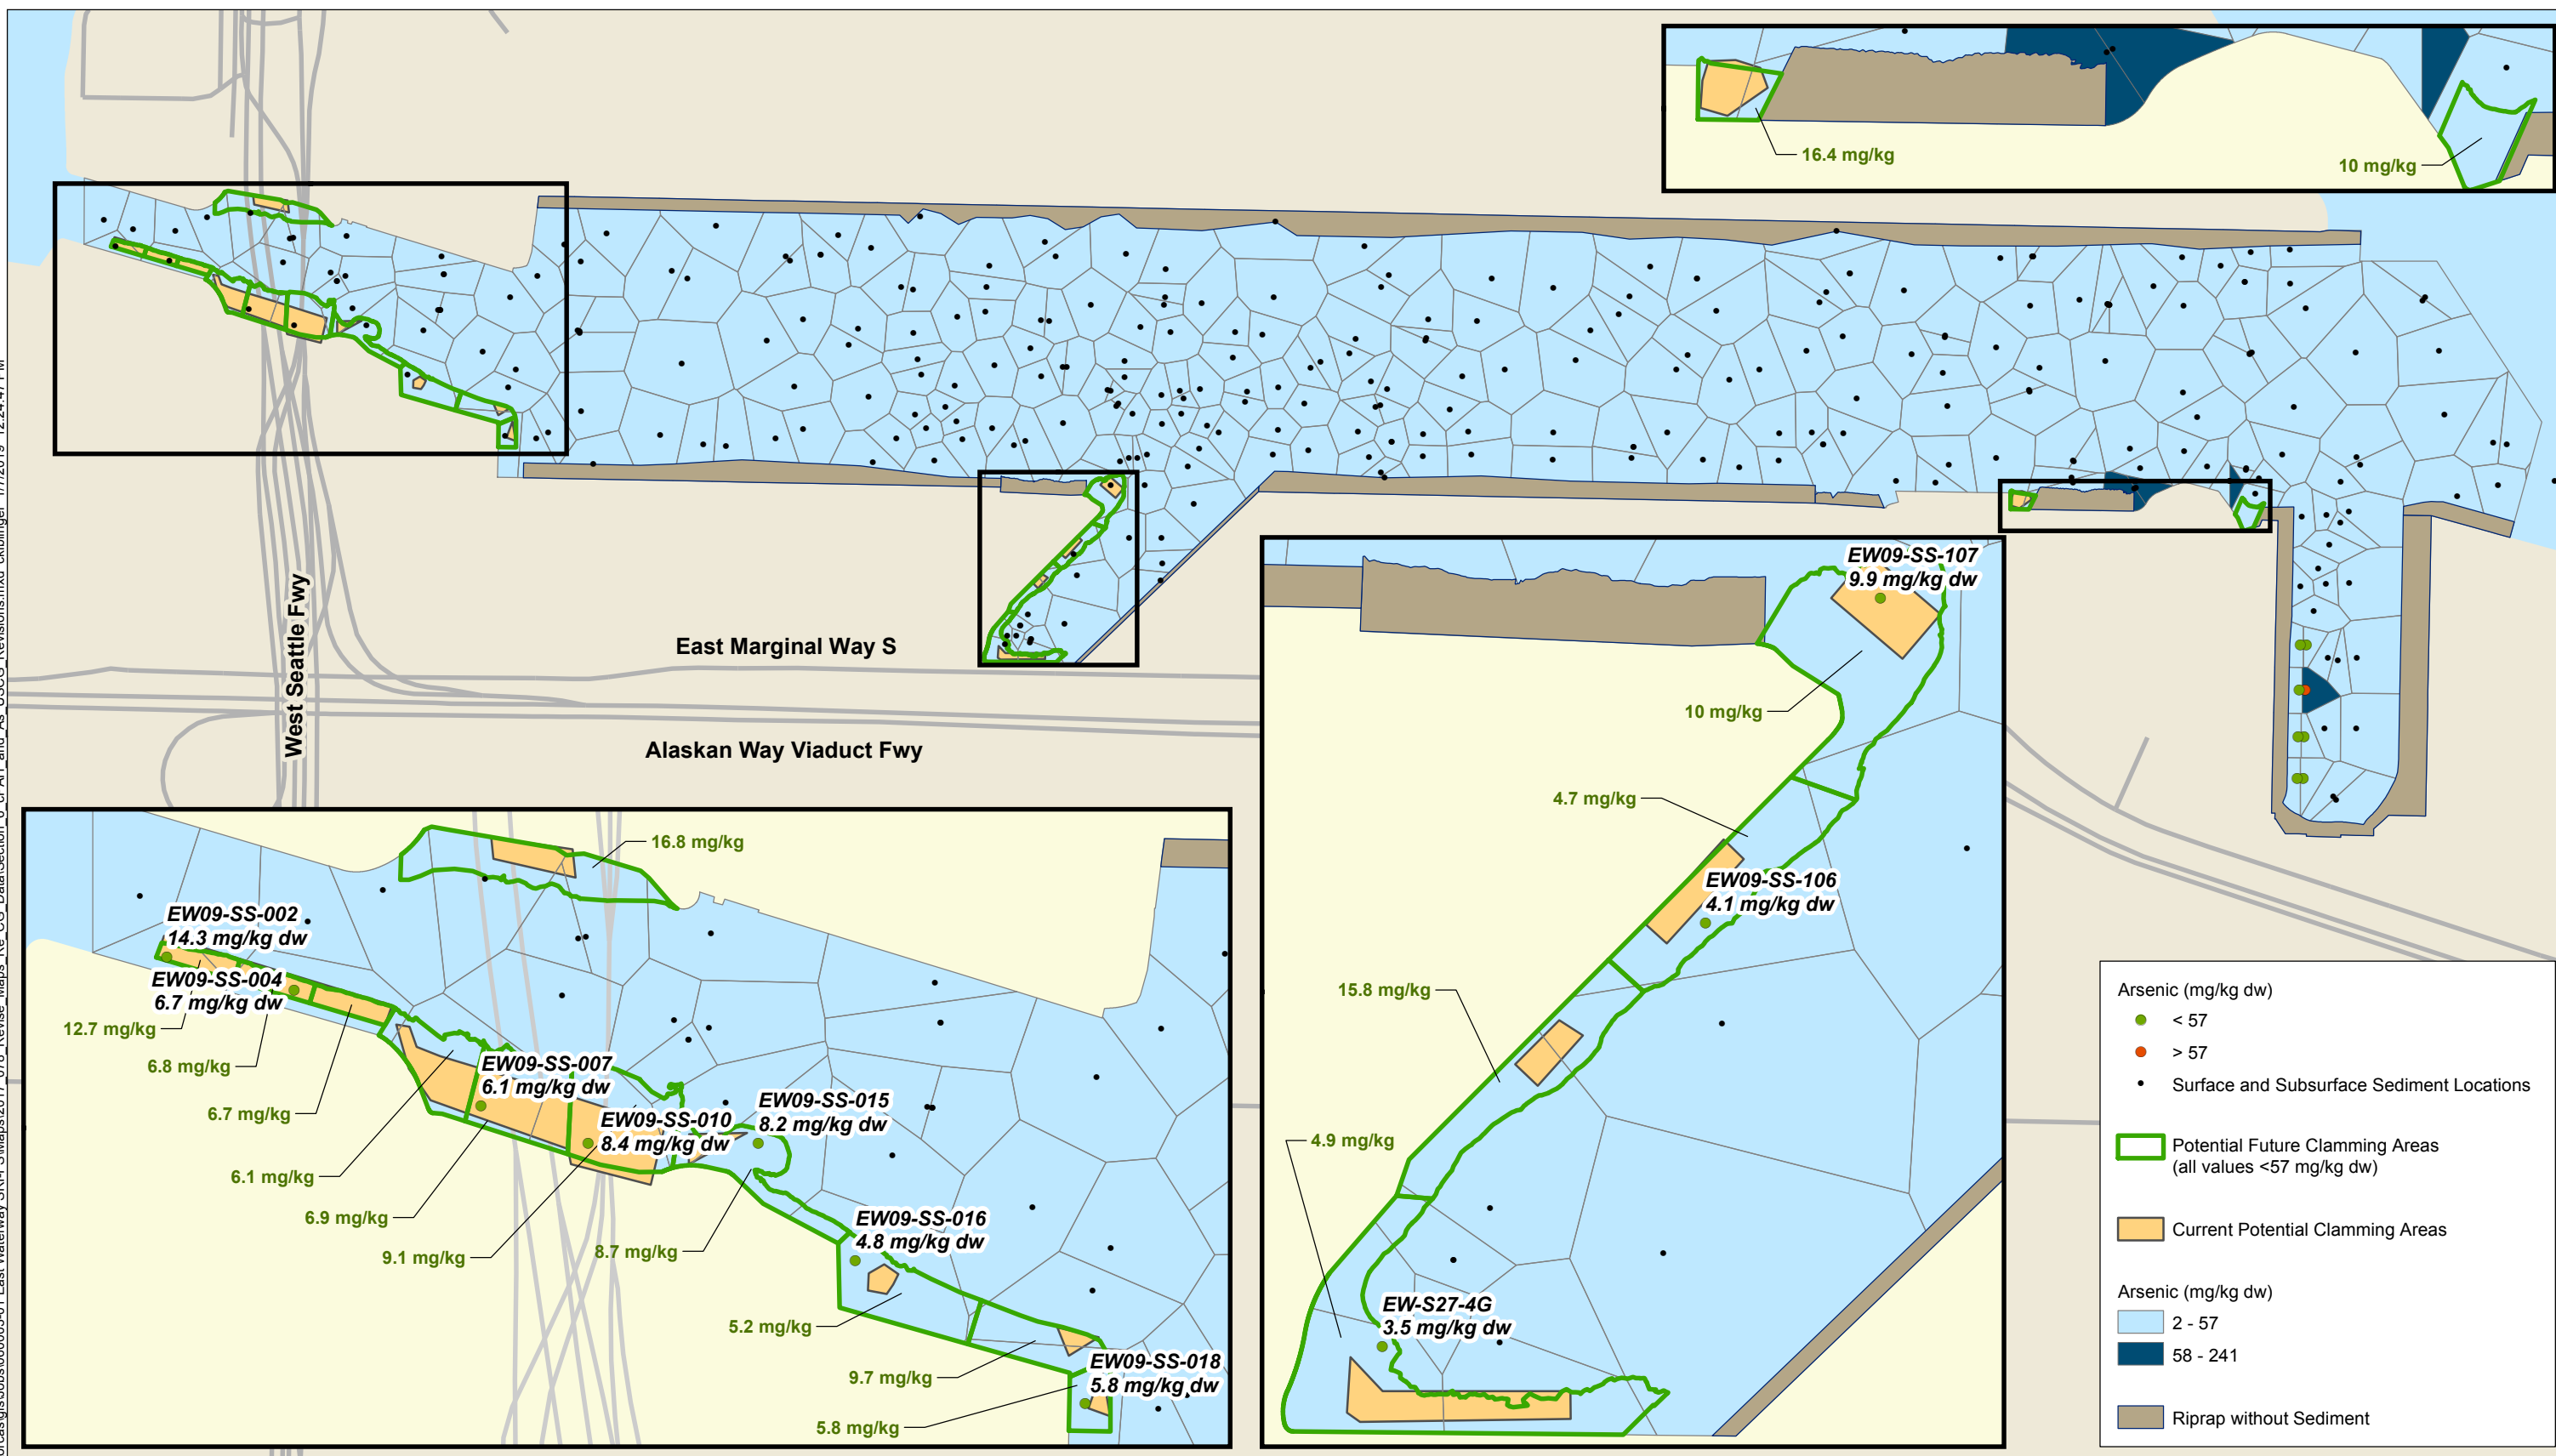 16.4 mg/kg
10 mg/kg
West Seattle Fwy
East Marginal Way S
Alaskan Way Viaduct Fwy
EW09-SS-107
9.9 mg/kg dw
10 mg/kg
4.7 mg/kg
EW09-SS-106
4.1 mg/kg dw
15.8 mg/kg
4.9 mg/kg
EW-S27-4G
3.5 mg/kg dw
16.8 mg/kg
EW09-SS-002
14.3 mg/kg dw
EW09-SS-004
6.7 mg/kg dw
12.7 mg/kg
6.8 mg/kg
6.7 mg/kg
EW09-SS-007
6.1 mg/kg dw
EW09-SS-010
8.4 mg/kg dw
EW09-SS-015
8.2 mg/kg dw
6.1 mg/kg
6.9 mg/kg
9.1 mg/kg
8.7 mg/kg
EW09-SS-016
4.8 mg/kg dw
5.2 mg/kg
9.7 mg/kg
EW09-SS-018
5.8 mg/kg dw
5.8 mg/kg
Arsenic (mg/kg dw)
< 57
> 57
Surface and Subsurface Sediment Locations
Potential Future Clamming Areas
(all values <57 mg/kg dw)
Current Potential Clamming Areas
Arsenic (mg/kg dw)
2 - 57
58 - 241
Riprap without Sediment